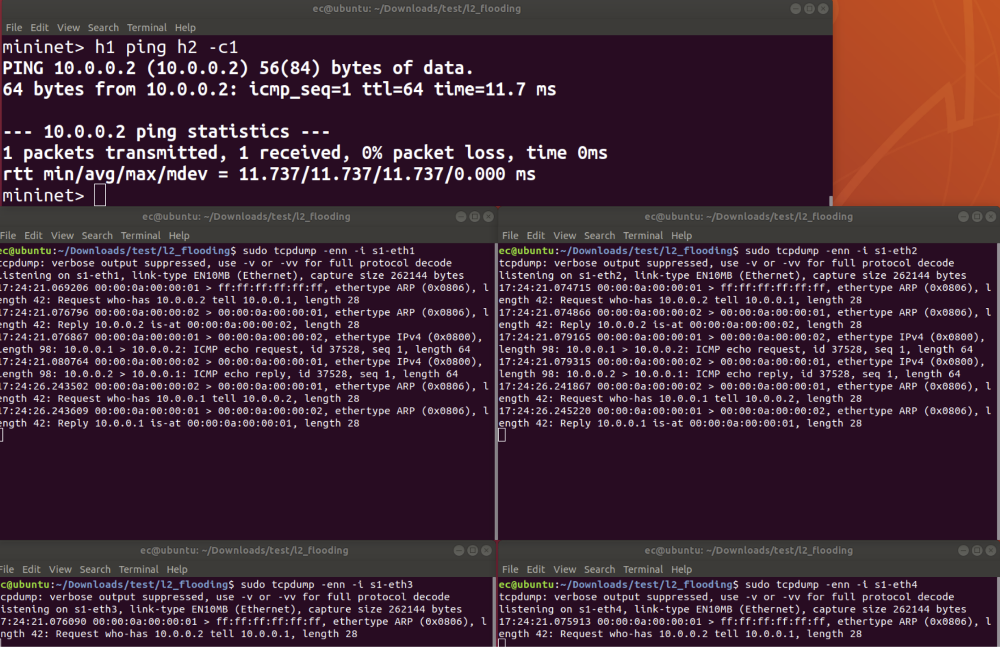 ec@ubuntu: ~/Downloads/test/l2_flooding
File Edit View Search Terminal Help
mininet> h1 ping h2 -c1
PING 10.0.0.2 (10.0.0.2) 56(84) bytes of data.
64 bytes from 10.0.0.2: icmp_seq=1 ttl=64 time=11.7 ms
--- 10.0.0.2 ping statistics ---
1 packets transmitted, 1 received, 0% packet loss, time 0ms
rtt min/avg/max/mdev = 11.737/11.737/11.737/0.000 ms
mininet>
ec@ubuntu: ~/Downloads/test/l2_flooding
File Edit View Search Terminal Help
ec@ubuntu:~/Downloads/test/l2_flooding$ sudo tcpdump -enn -i s1-eth1
tcpdump: verbose output suppressed, use -v or -vv for full protocol decode
listening on s1-eth1, link-type EN10MB (Ethernet), capture size 262144 bytes
17:24:21.069206 00:00:0a:00:00:01 > ff:ff:ff:ff:ff:ff, ethertype ARP (0x0806), l
ength 42: Request who-has 10.0.0.2 tell 10.0.0.1, length 28
17:24:21.076796 00:00:0a:00:00:02 > 00:00:0a:00:00:01, ethertype ARP (0x0806), l
ength 42: Reply 10.0.0.2 is-at 00:00:0a:00:00:02, length 28
17:24:21.076867 00:00:0a:00:00:01 > 00:00:0a:00:00:02, ethertype IPv4 (0x0800),
length 98: 10.0.0.1 > 10.0.0.2: ICMP echo request, id 37528, seq 1, length 64
17:24:21.080764 00:00:0a:00:00:02 > 00:00:0a:00:00:01, ethertype IPv4 (0x0800),
length 98: 10.0.0.2 > 10.0.0.1: ICMP echo reply, id 37528, seq 1, length 64
17:24:26.243502 00:00:0a:00:00:02 > 00:00:0a:00:00:01, ethertype ARP (0x0806), l
ength 42: Request who-has 10.0.0.1 tell 10.0.0.2, length 28
17:24:26.243609 00:00:0a:00:00:01 > 00:00:0a:00:00:02, ethertype ARP (0x0806), l
ength 42: Reply 10.0.0.1 is-at 00:00:0a:00:00:01, length 28
ec@ubuntu: ~/Downloads/test/l2_flooding
File Edit View Search Terminal Help
ec@ubuntu:~/Downloads/test/l2_flooding$ sudo tcpdump -enn -i s1-eth2
tcpdump: verbose output suppressed, use -v or -vv for full protocol decode
listening on s1-eth2, link-type EN10MB (Ethernet), capture size 262144 bytes
17:24:21.074715 00:00:0a:00:00:01 > ff:ff:ff:ff:ff:ff, ethertype ARP (0x0806), l
ength 42: Request who-has 10.0.0.2 tell 10.0.0.1, length 28
17:24:21.074866 00:00:0a:00:00:02 > 00:00:0a:00:00:01, ethertype ARP (0x0806), l
ength 42: Reply 10.0.0.2 is-at 00:00:0a:00:00:02, length 28
17:24:21.079165 00:00:0a:00:00:01 > 00:00:0a:00:00:02, ethertype IPv4 (0x0800),
length 98: 10.0.0.1 > 10.0.0.2: ICMP echo request, id 37528, seq 1, length 64
17:24:21.079315 00:00:0a:00:00:02 > 00:00:0a:00:00:01, ethertype IPv4 (0x0800),
length 98: 10.0.0.2 > 10.0.0.1: ICMP echo reply, id 37528, seq 1, length 64
17:24:26.241867 00:00:0a:00:00:02 > 00:00:0a:00:00:01, ethertype ARP (0x0806), l
ength 42: Request who-has 10.0.0.1 tell 10.0.0.2, length 28
17:24:26.245220 00:00:0a:00:00:01 > 00:00:0a:00:00:02, ethertype ARP (0x0806), l
ength 42: Reply 10.0.0.1 is-at 00:00:0a:00:00:01, length 28
ec@ubuntu: ~/Downloads/test/l2_flooding
File Edit View Search Terminal Help
c@ubuntu:~/Downloads/test/l2_flooding$ sudo tcpdump -enn -i s1-eth3
cpdump: verbose output suppressed, use -v or -vv for full protocol decode
istening on s1-eth3, link-type EN10MB (Ethernet), capture size 262144 bytes
7:24:21.076090 00:00:0a:00:00:01 > ff:ff:ff:ff:ff:ff, ethertype ARP (0x0806), l
ngth 42: Request who-has 10.0.0.2 tell 10.0.0.1, length 28
ec@ubuntu: ~/Downloads/test/l2_flooding
File Edit View Search Terminal Help
ec@ubuntu:~/Downloads/test/l2_flooding$ sudo tcpdump -enn -i s1-eth4
tcpdump: verbose output suppressed, use -v or -vv for full protocol decode
listening on s1-eth4, link-type EN10MB (Ethernet), capture size 262144 bytes
17:24:21.075913 00:00:0a:00:00:01 > ff:ff:ff:ff:ff:ff, ethertype ARP (0x0806), l
ength 42: Request who-has 10.0.0.2 tell 10.0.0.1, length 28